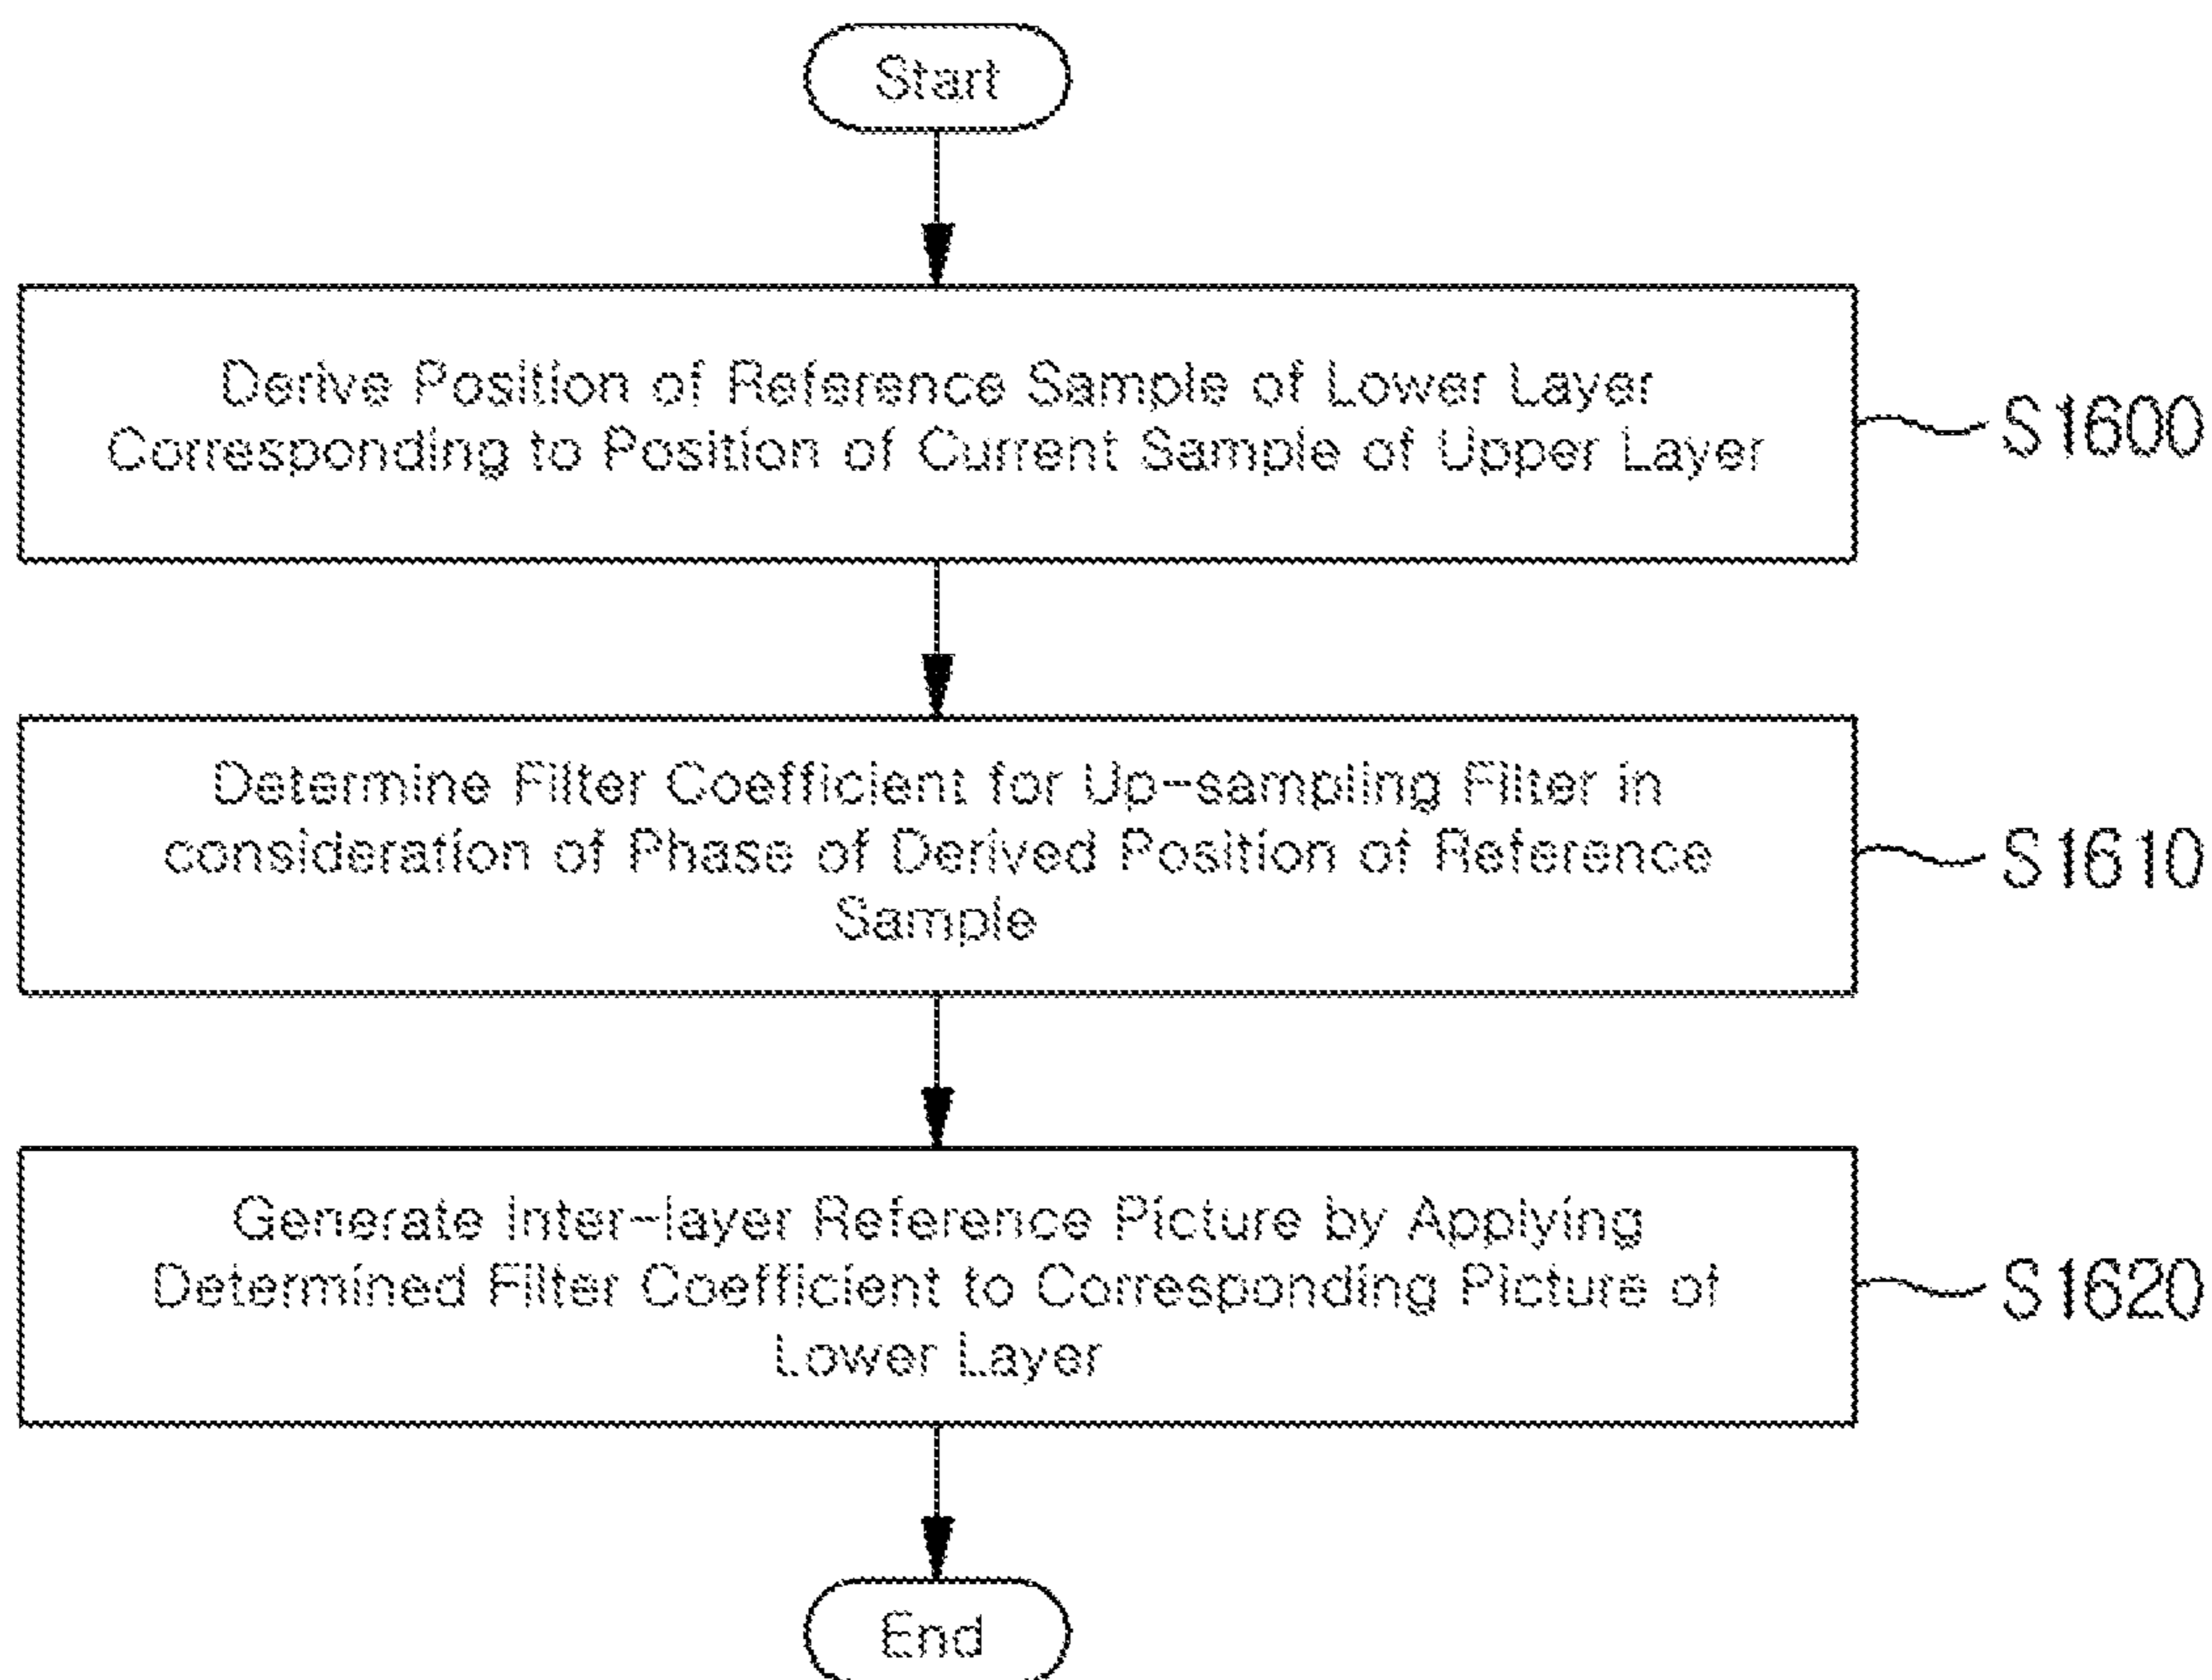 Start
Derive Position of Reference Sample of Lower Layer
Corresponding to Position of Current Sample of Upper Layer
S1600
Determine Filter Coefficient for Up-sampling Filter in
consideration of Phase of Derived Position of Reference
Sample
S1610
Generate Inter-layer Reference Picture by Applying
Determined Filter Coefficient to Corresponding Picture of
Lower Layer
S1620
End